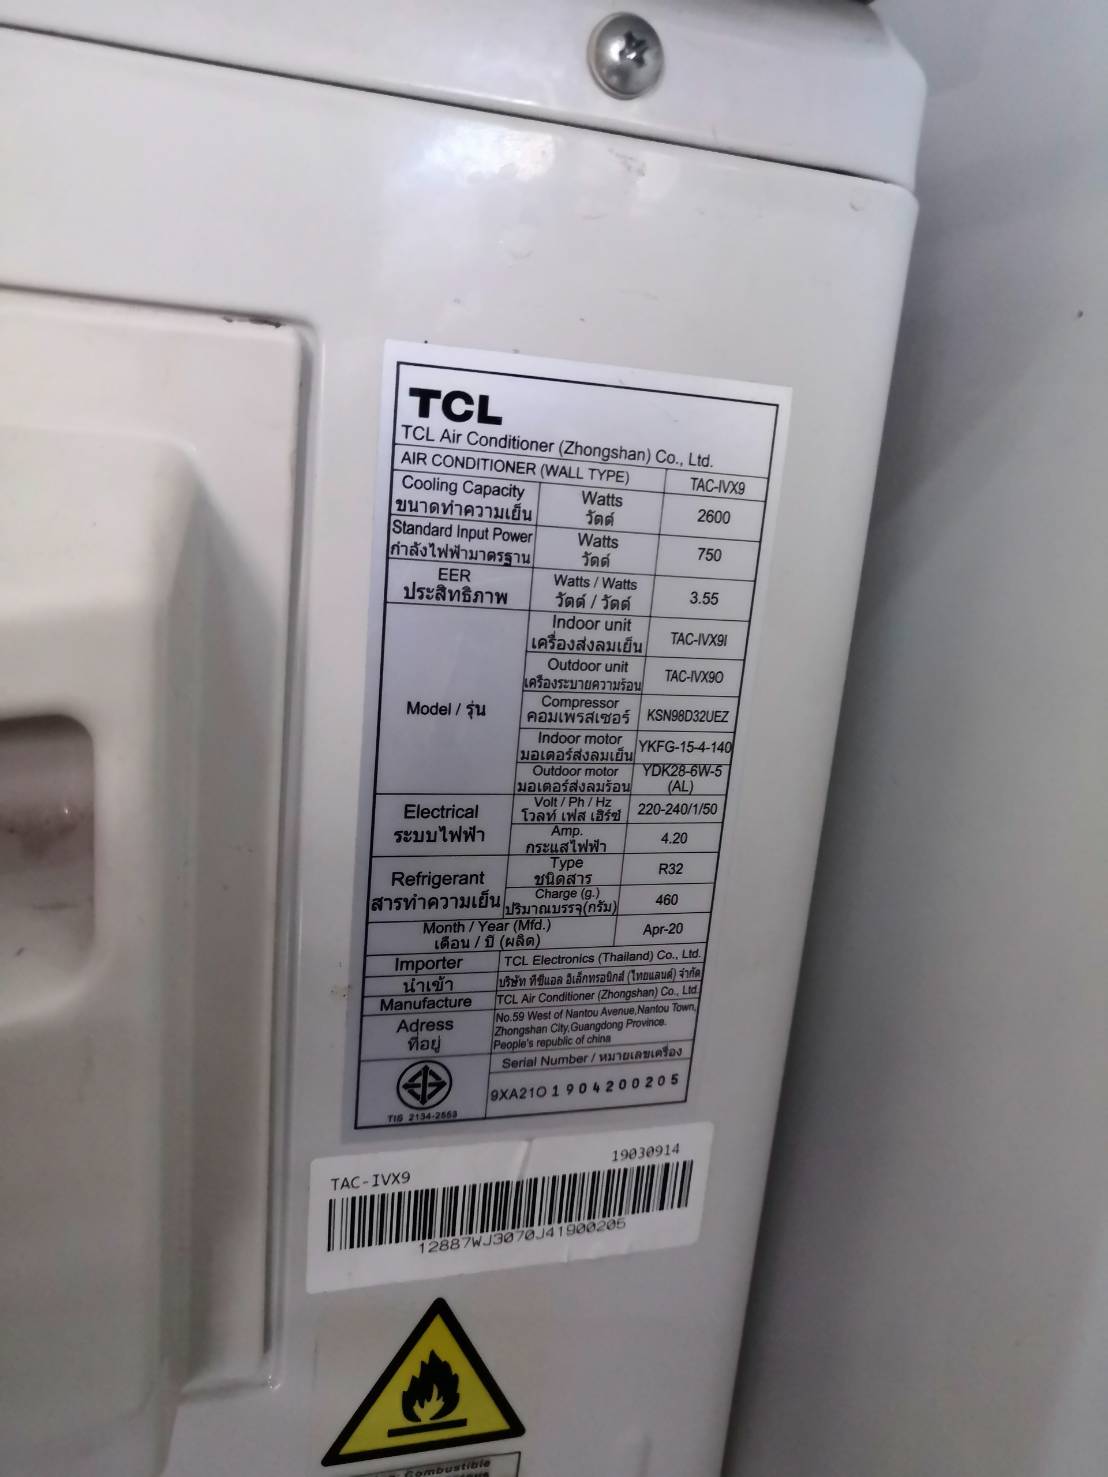 TCL
TCL Air Conditioner (Zhongshan) Co., Ltd.
AIR CONDITIONER (WALL TYPE) TAC-IVX9
Cooling Capacity
ขนาดทำความเย็น
Watts
วัตต์
2600
Standard Input Power
กำลังไฟฟ้ามาตรฐาน
Watts
วัตต์
750
EER
ประสิทธิภาพ
Watts / Watts
วัตต์ / วัตต์
3.55
Model / รุ่น
Indoor unit
เครื่องส่งลมเย็น
TAC-IVX9I
Outdoor unit
เครื่องระบายความร้อน
TAC-IVX9O
Compressor
คอมเพรสเซอร์
KSN98D32UEZ
Indoor motor
มอเตอร์ส่งลมเย็น
YKFG-15-4-140
Outdoor motor
มอเตอร์ส่งลมร้อน
YDK28-6W-5
(AL)
Electrical
ระบบไฟฟ้า
Volt / Ph / Hz
โวลท์ เฟส เฮิร์ซ
220-240/1/50
Amp.
กระแสไฟฟ้า
4.20
Refrigerant
สารทำความเย็น
Type
ชนิดสาร
R32
Charge (g.)
ปริมาณบรรจุ(กรัม)
460
Month / Year (Mfd.)
เดือน / ปี (ผลิต)
Apr-20
Importer
นำเข้า
TCL Electronics (Thailand) Co., Ltd.
บริษัท ทีซีแอล อิเล็กทรอนิกส์ (ไทยแลนด์) จำกัด
Manufacture
TCL Air Conditioner (Zhongshan) Co., Ltd.
Adress
ที่อยู่
No.59 West of Nantou Avenue,Nantou Town,
Zhongshan City,Guangdong Province.
People's republic of china
Serial Number / หมายเลขเครื่อง
9XA21O1904200205
TIS 2134-2553
TAC-IVX9 19030914
12887WJ3070J41900205
Combustible